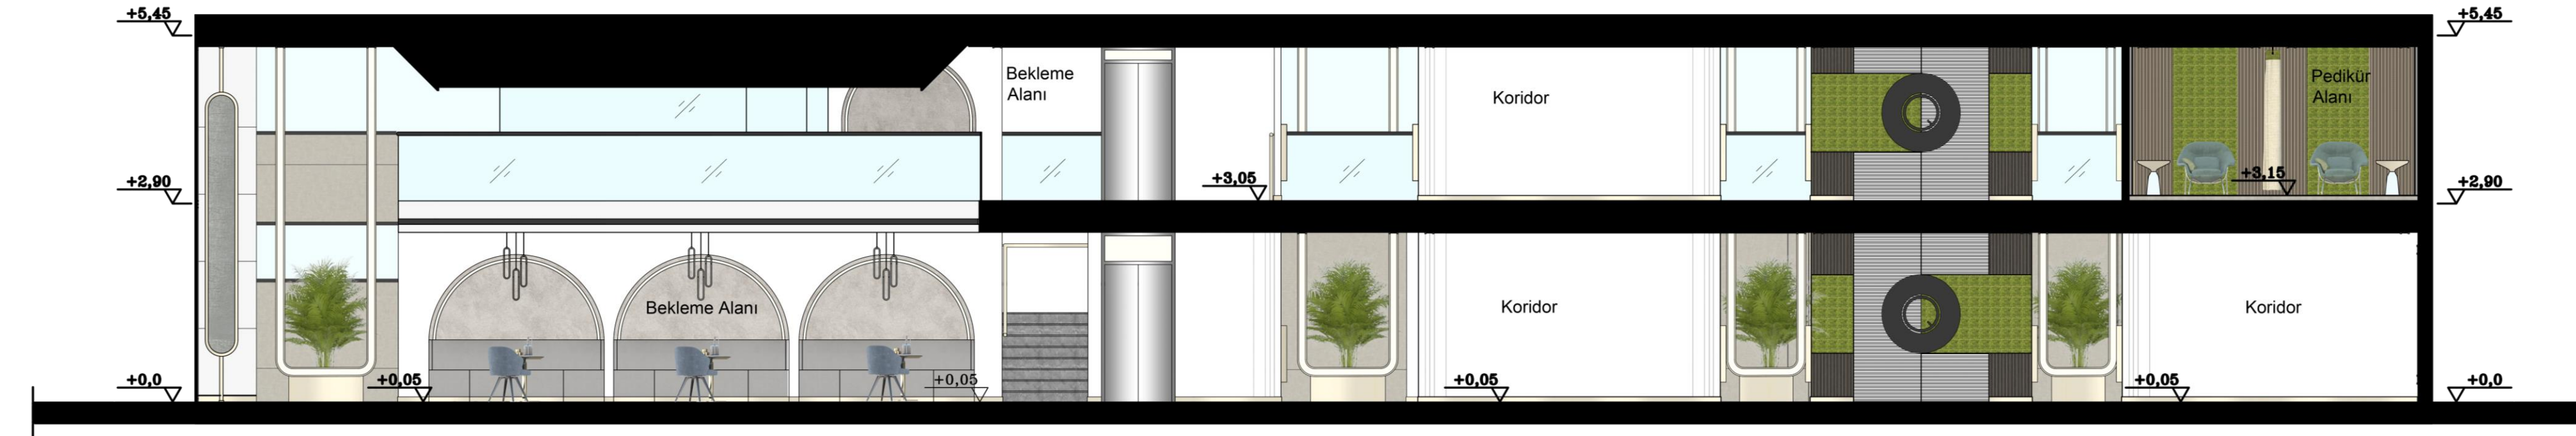 +5,45
+5,45
Bekleme
Alanı
Koridor
Pedikür
Alanı
+2,90
+3,05
+3,15
+2,90
Bekleme Alanı
Koridor
Koridor
+0,0
+0,05
+0,05
+0,05
+0,05
+0,0